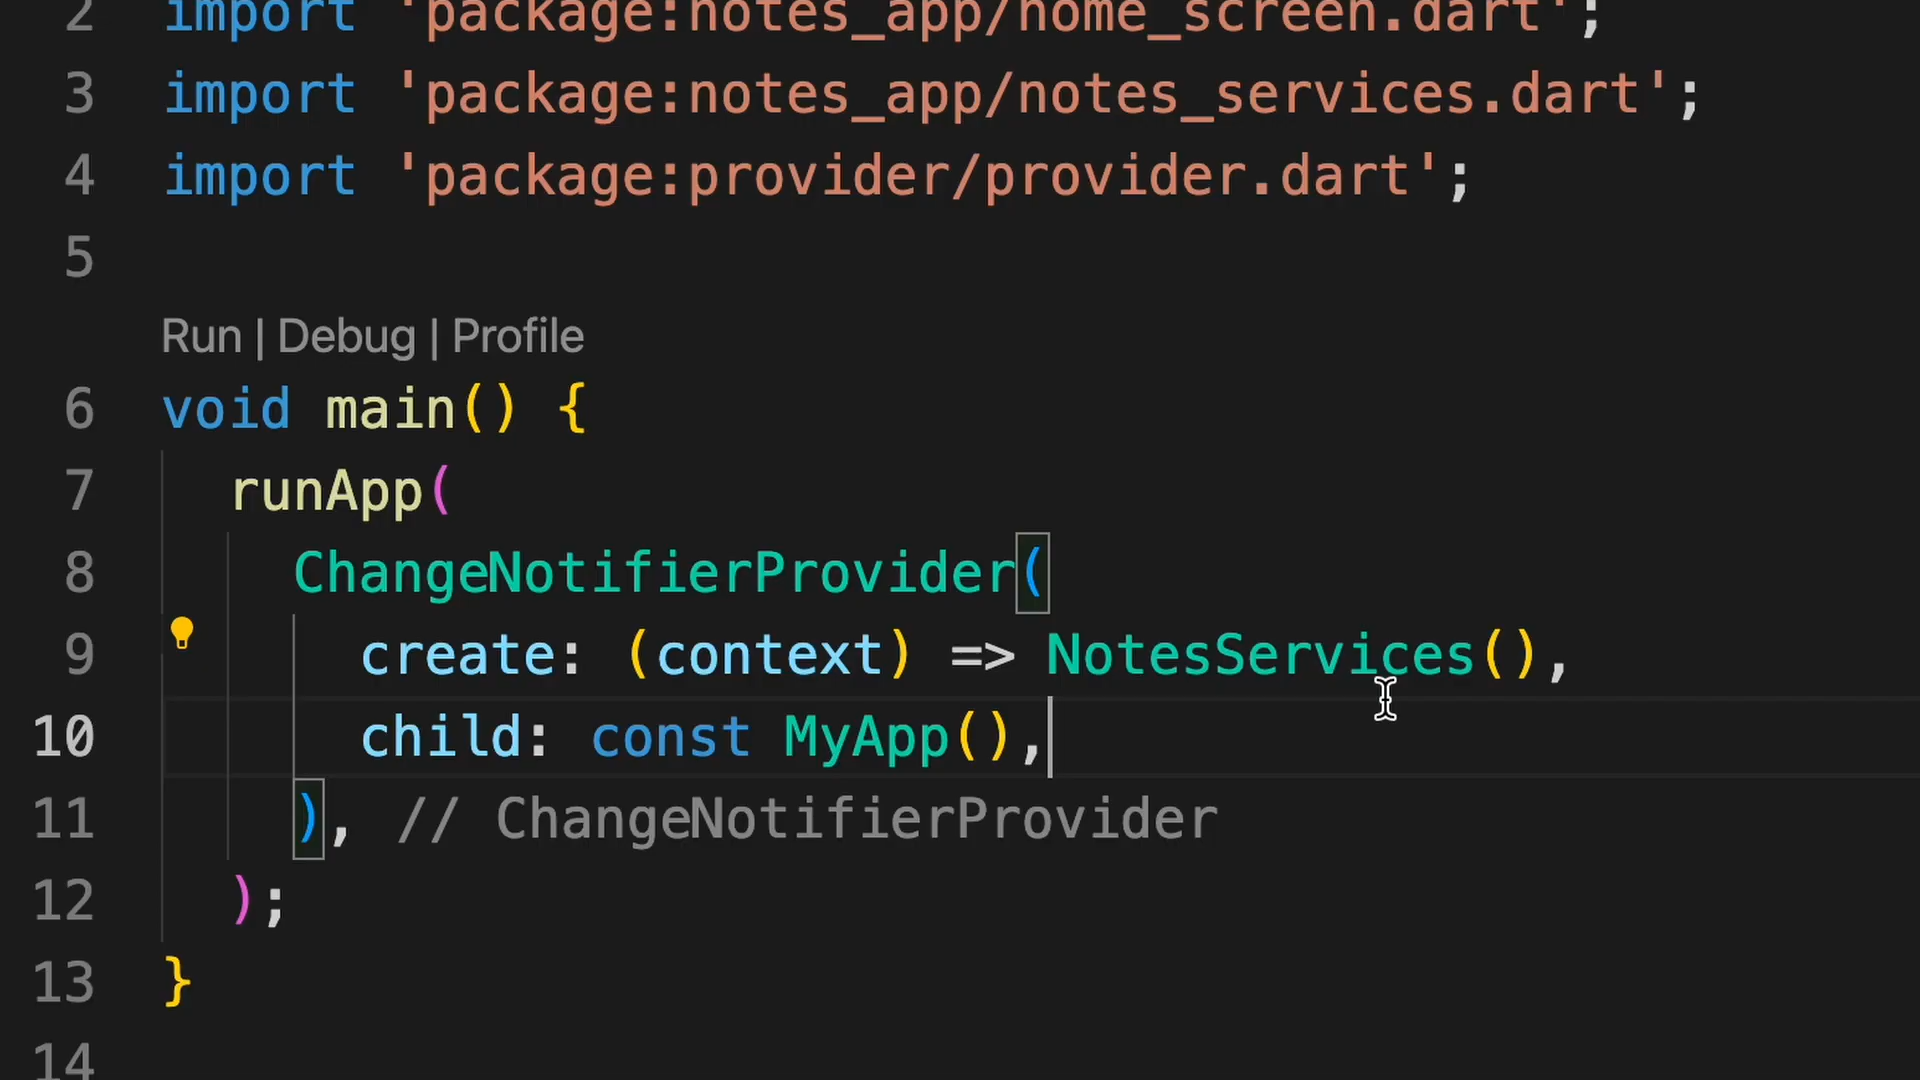 2 import 'package:notes_app/home_screen.dart';
3 import 'package:notes_app/notes_services.dart';
4 import 'package:provider/provider.dart';
5
Run | Debug | Profile
6 void main() {
7 runApp(
8 ChangeNotifierProvider(
9 create: (context) => NotesServices(),
10 child: const MyApp(),
11 ), // ChangeNotifierProvider
12 );
13 }
14